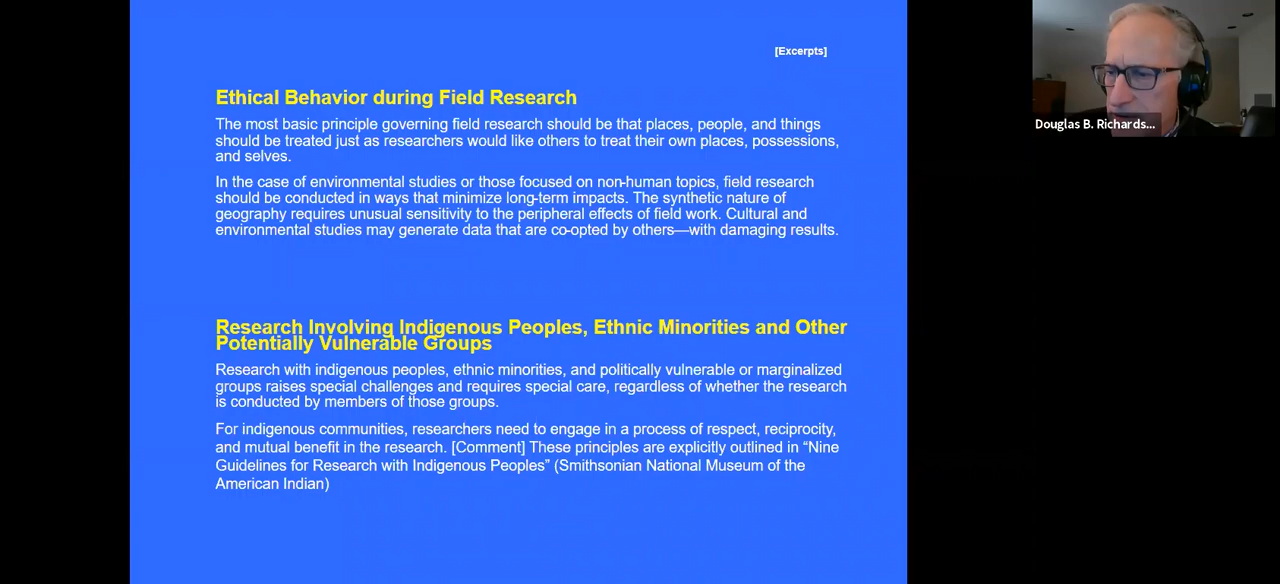 [Excerpts]
Ethical Behavior during Field Research
The most basic principle governing field research should be that places, people, and things
should be treated just as researchers would like others to treat their own places, possessions,
and selves.
In the case of environmental studies or those focused on non-human topics, field research
should be conducted in ways that minimize long-term impacts. The synthetic nature of
geography requires unusual sensitivity to the peripheral effects of field work. Cultural and
environmental studies may generate data that are co-opted by others—with damaging results.
Research Involving Indigenous Peoples, Ethnic Minorities and Other
Potentially Vulnerable Groups
Research with indigenous peoples, ethnic minorities, and politically vulnerable or marginalized
groups raises special challenges and requires special care, regardless of whether the research
is conducted by members of those groups.
For indigenous communities, researchers need to engage in a process of respect, reciprocity,
and mutual benefit in the research. [Comment] These principles are explicitly outlined in “Nine
Guidelines for Research with Indigenous Peoples” (Smithsonian National Museum of the
American Indian)
Douglas B. Richards...